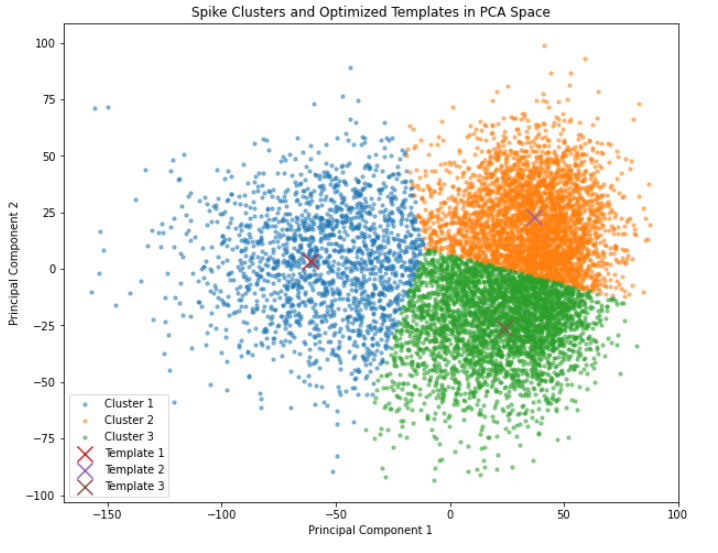 Spike Clusters and Optimized Templates in PCA Space
Principal Component 2
100
75
50
25
0
−25
−50
−75
−100
Cluster 1
Cluster 2
Cluster 3
Template 1
Template 2
Template 3
−150
−100
−50
0
50
100
Principal Component 1